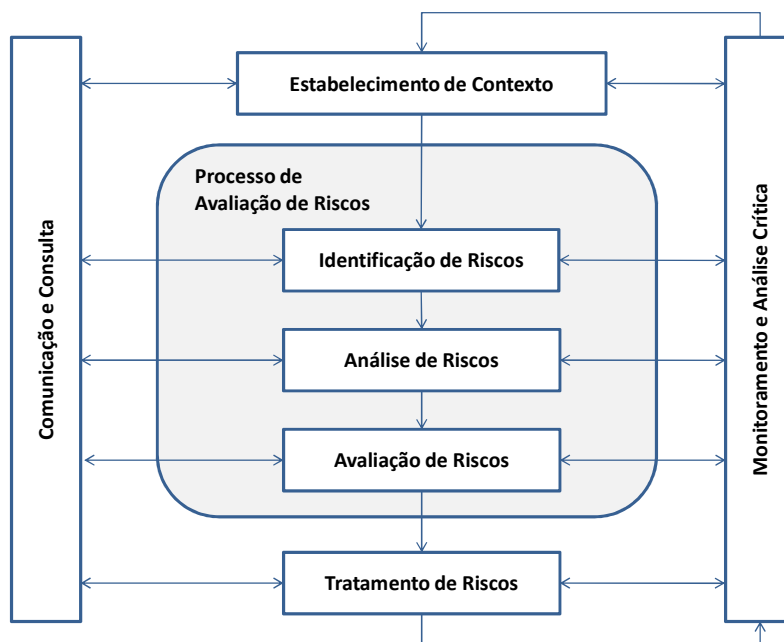 Estabelecimento de Contexto
Processo de
Avaliação de Riscos
Identificação de Riscos
Análise de Riscos
Avaliação de Riscos
Tratamento de Riscos
Comunicação e Consulta
Monitoramento e Análise Crítica